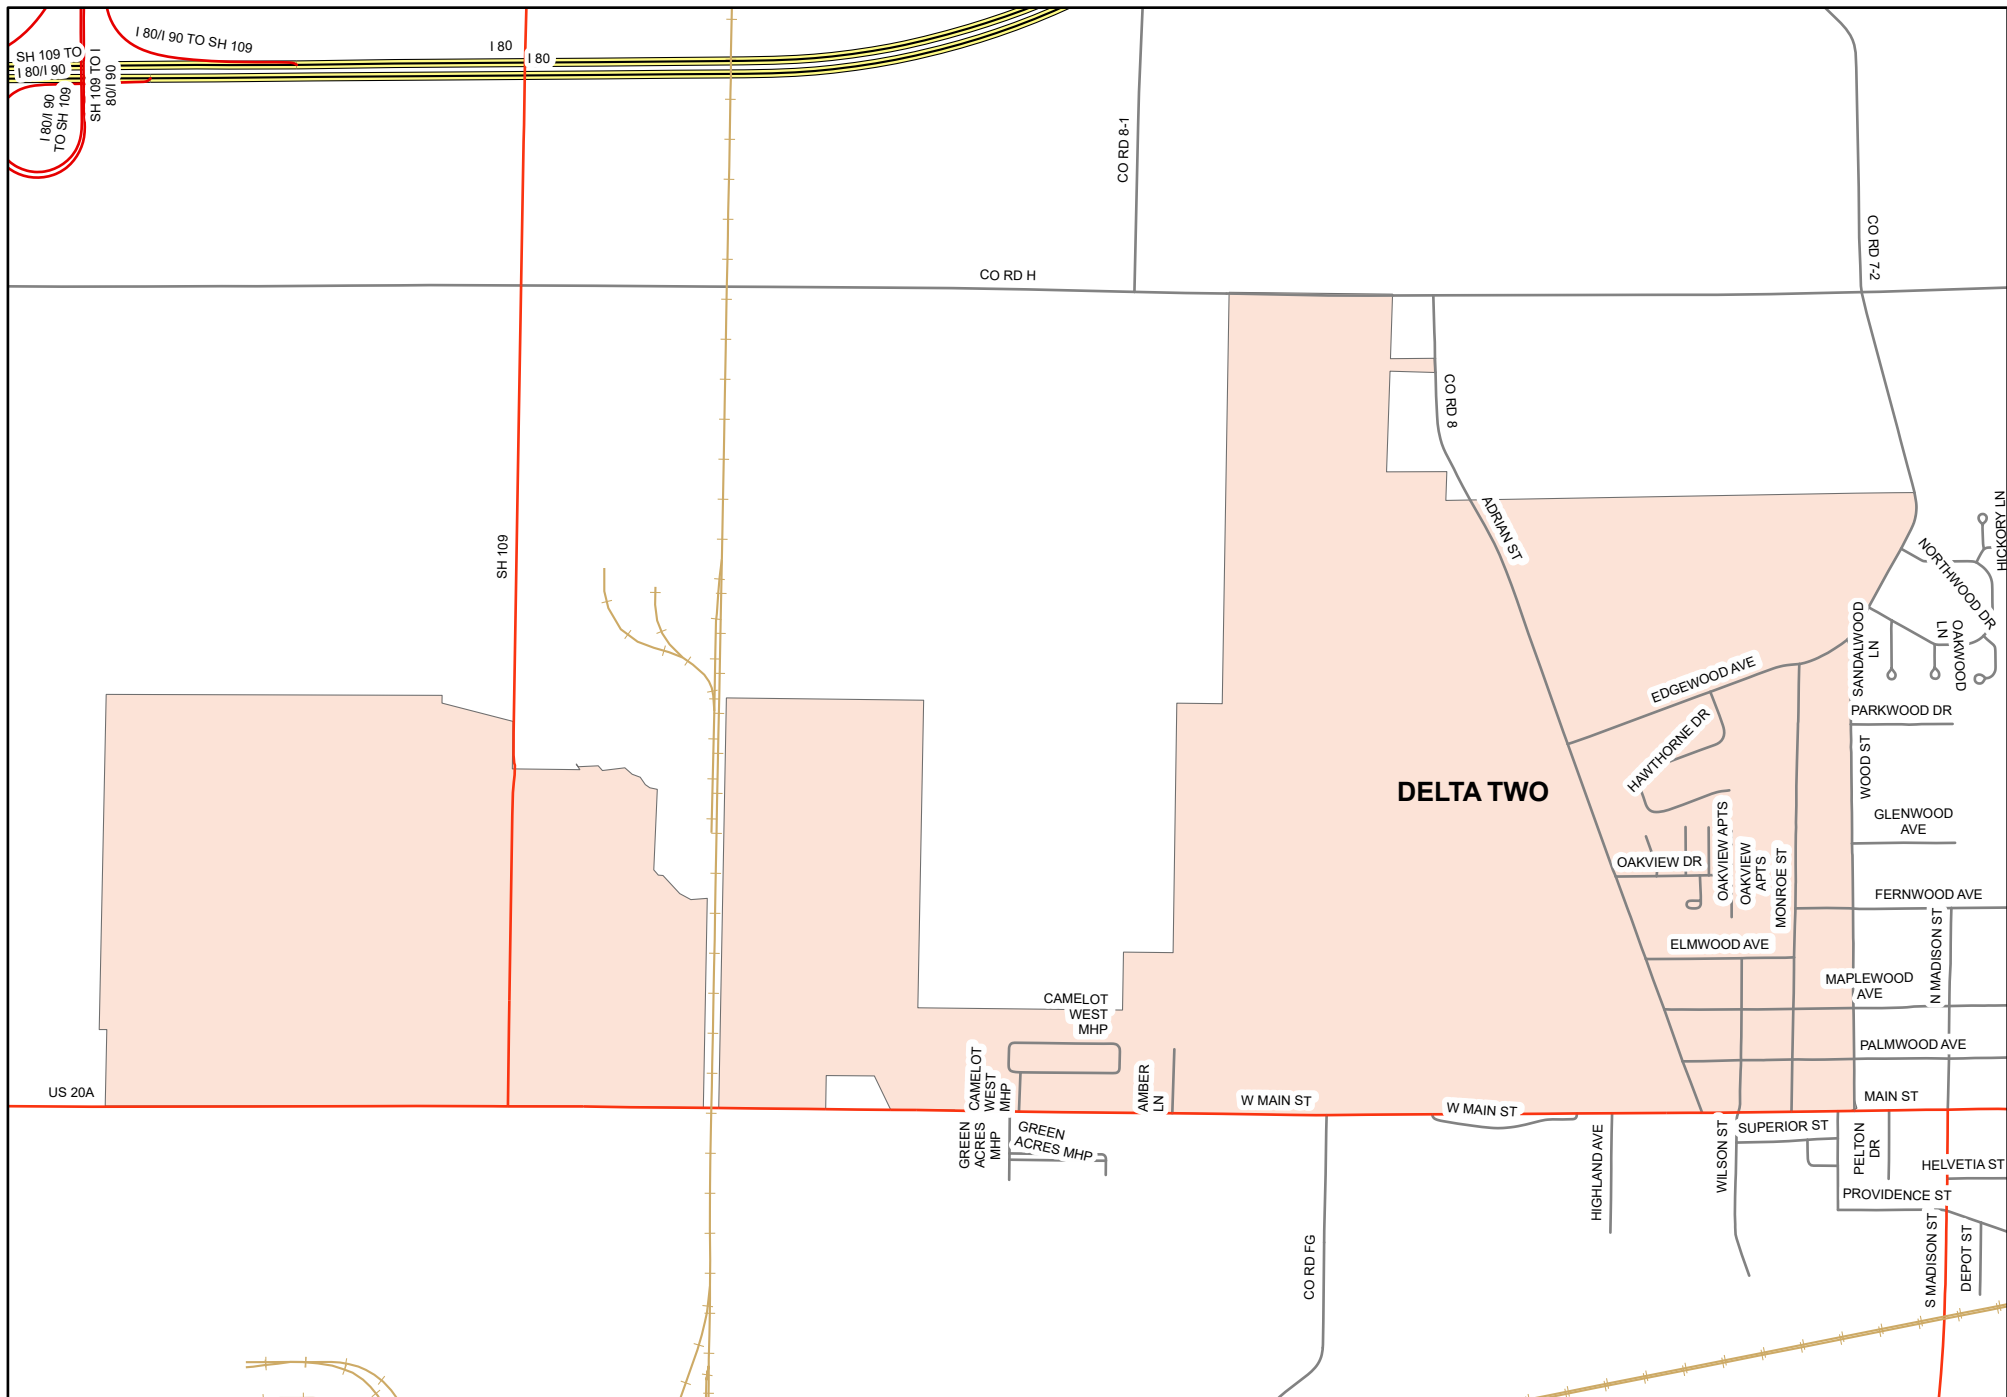 I 80/I 90 TO SH 109
SH 109 TO
I 80/I 90
SH 109 TO I
80/I 90
I 80/I 90
TO SH 109
I 80
I 80
CO RD 8-1
CO RD 7-2
CO RD H
CO RD 8
SH 109
ADRIAN ST
HICKORY LN
NORTHWOOD DR
OAKWOOD
LN
SANDALWOOD
LN
EDGEWOOD AVE
PARKWOOD DR
HAWTHORNE DR
WOOD ST
DELTA TWO
GLENWOOD
AVE
OAKVIEW DR
OAKVIEW APTS
OAKVIEW
APTS
MONROE ST
FERNWOOD AVE
N MADISON ST
ELMWOOD AVE
MAPLEWOOD
AVE
CAMELOT
WEST
MHP
PALMWOOD AVE
CAMELOT
WEST
MHP
AMBER
LN
US 20A
W MAIN ST
W MAIN ST
MAIN ST
GREEN
ACRES
MHP
GREEN
ACRES MHP
SUPERIOR ST
HIGHLAND AVE
WILSON ST
PELTON
DR
HELVETIA ST
PROVIDENCE ST
CO RD FG
S MADISON ST
DEPOT ST